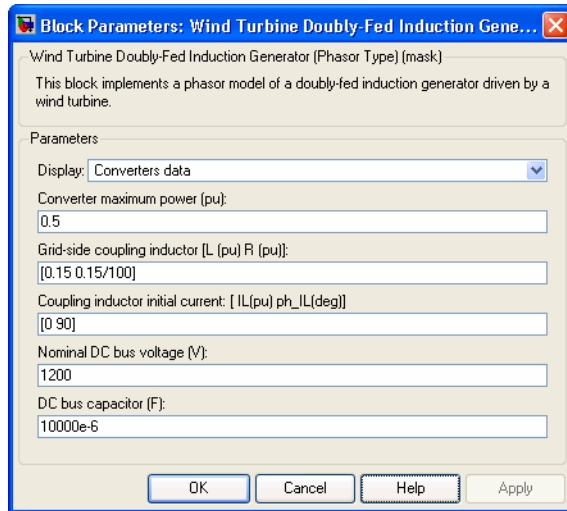 Block Parameters: Wind Turbine Doubly-Fed Induction Gene...
Wind Turbine Doubly-Fed Induction Generator (Phasor Type) (mask)
This block implements a phasor model of a doubly-fed induction generator driven by a
wind turbine.
Parameters
Display: Converters data
Converter maximum power (pu):
0.5
Grid-side coupling inductor [L (pu) R (pu)]:
[0.15 0.15/100]
Coupling inductor initial current: [ IL(pu) ph_IL(deg)]
[0 90]
Nominal DC bus voltage (V):
1200
DC bus capacitor (F):
10000e-6
OK Cancel Help Apply